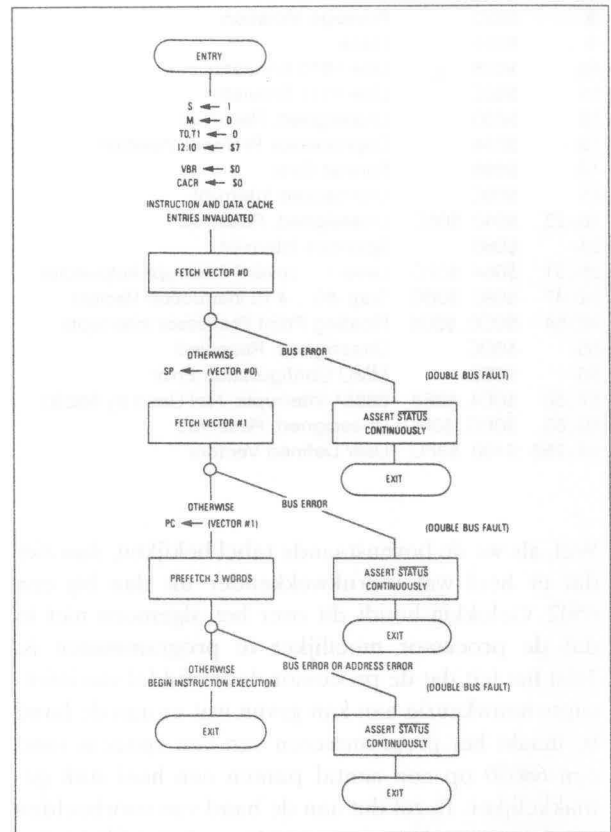 ENTRY
S ← 1
M ← 0
T0,T1 ← 0
I2:I0 ← $7
VBR ← $0
CACR ← $0
INSTRUCTION AND DATA CACHE
ENTRIES INVALIDATED
FETCH VECTOR #0
BUS ERROR
OTHERWISE
(DOUBLE BUS FAULT)
SP ← (VECTOR #0)
FETCH VECTOR #1
ASSERT STATUS
CONTINUOUSLY
EXIT
BUS ERROR
OTHERWISE
(DOUBLE BUS FAULT)
PC ← (VECTOR #1)
PREFETCH 3 WORDS
ASSERT STATUS
CONTINUOUSLY
EXIT
BUS ERROR OR ADDRESS ERROR
OTHERWISE
BEGIN INSTRUCTION EXECUTION
(DOUBLE BUS FAULT)
EXIT
ASSERT STATUS
CONTINUOUSLY
EXIT